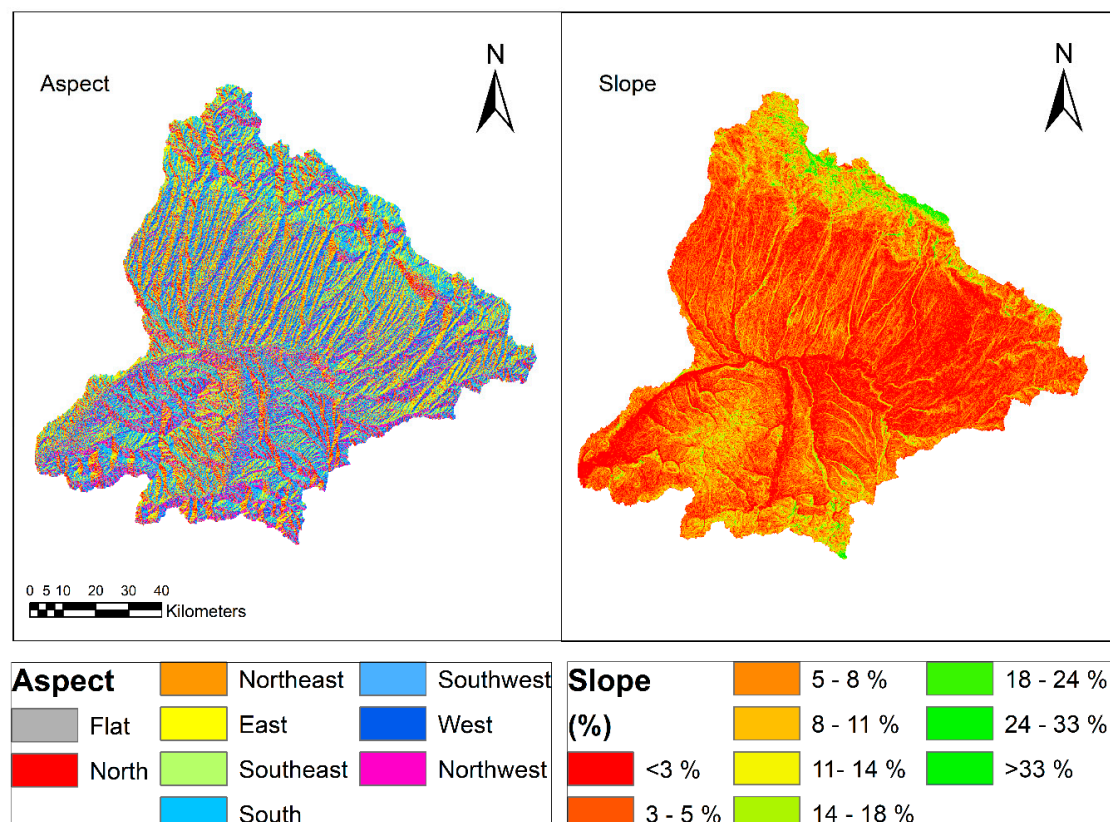 Aspect
N
Slope
N
0 5 10 20 30 40
Kilometers
Aspect
Flat
North
Northeast
East
Southeast
South
Southwest
West
Northwest
Slope
(%)
<3 %
3 - 5 %
5 - 8 %
8 - 11 %
11- 14 %
14 - 18 %
18 - 24 %
24 - 33 %
>33 %